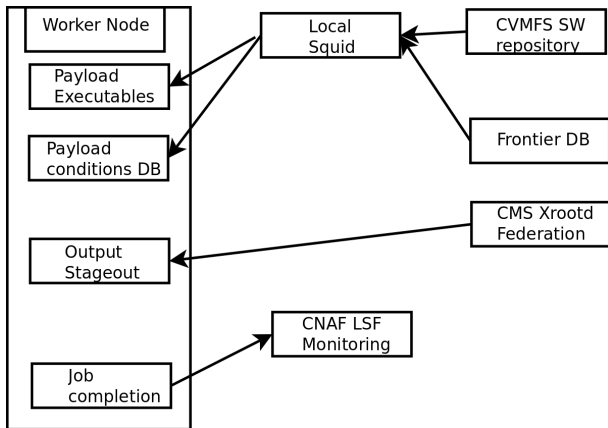 Worker Node
Payload
Executables
Payload
conditions DB
Output
Stageout
Job
completion
Local
Squid
CVMFS SW
repository
Frontier DB
CMS Xrootd
Federation
CNAF LSF
Monitoring